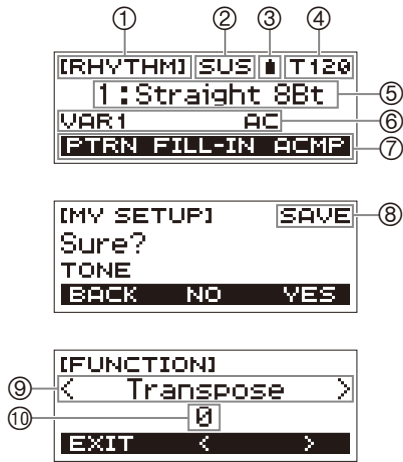 ① ② ③ ④
[RHYTHM] SUS T120
1:Straight 8Bt ⑤
VAR1 AC ⑥
PTRN FILL-IN ACMP ⑦
[MY SETUP] SAVE ⑧
Sure?
TONE
BACK NO YES
[FUNCTION]
⑨ < Transpose >
⑩ 0
EXIT < >